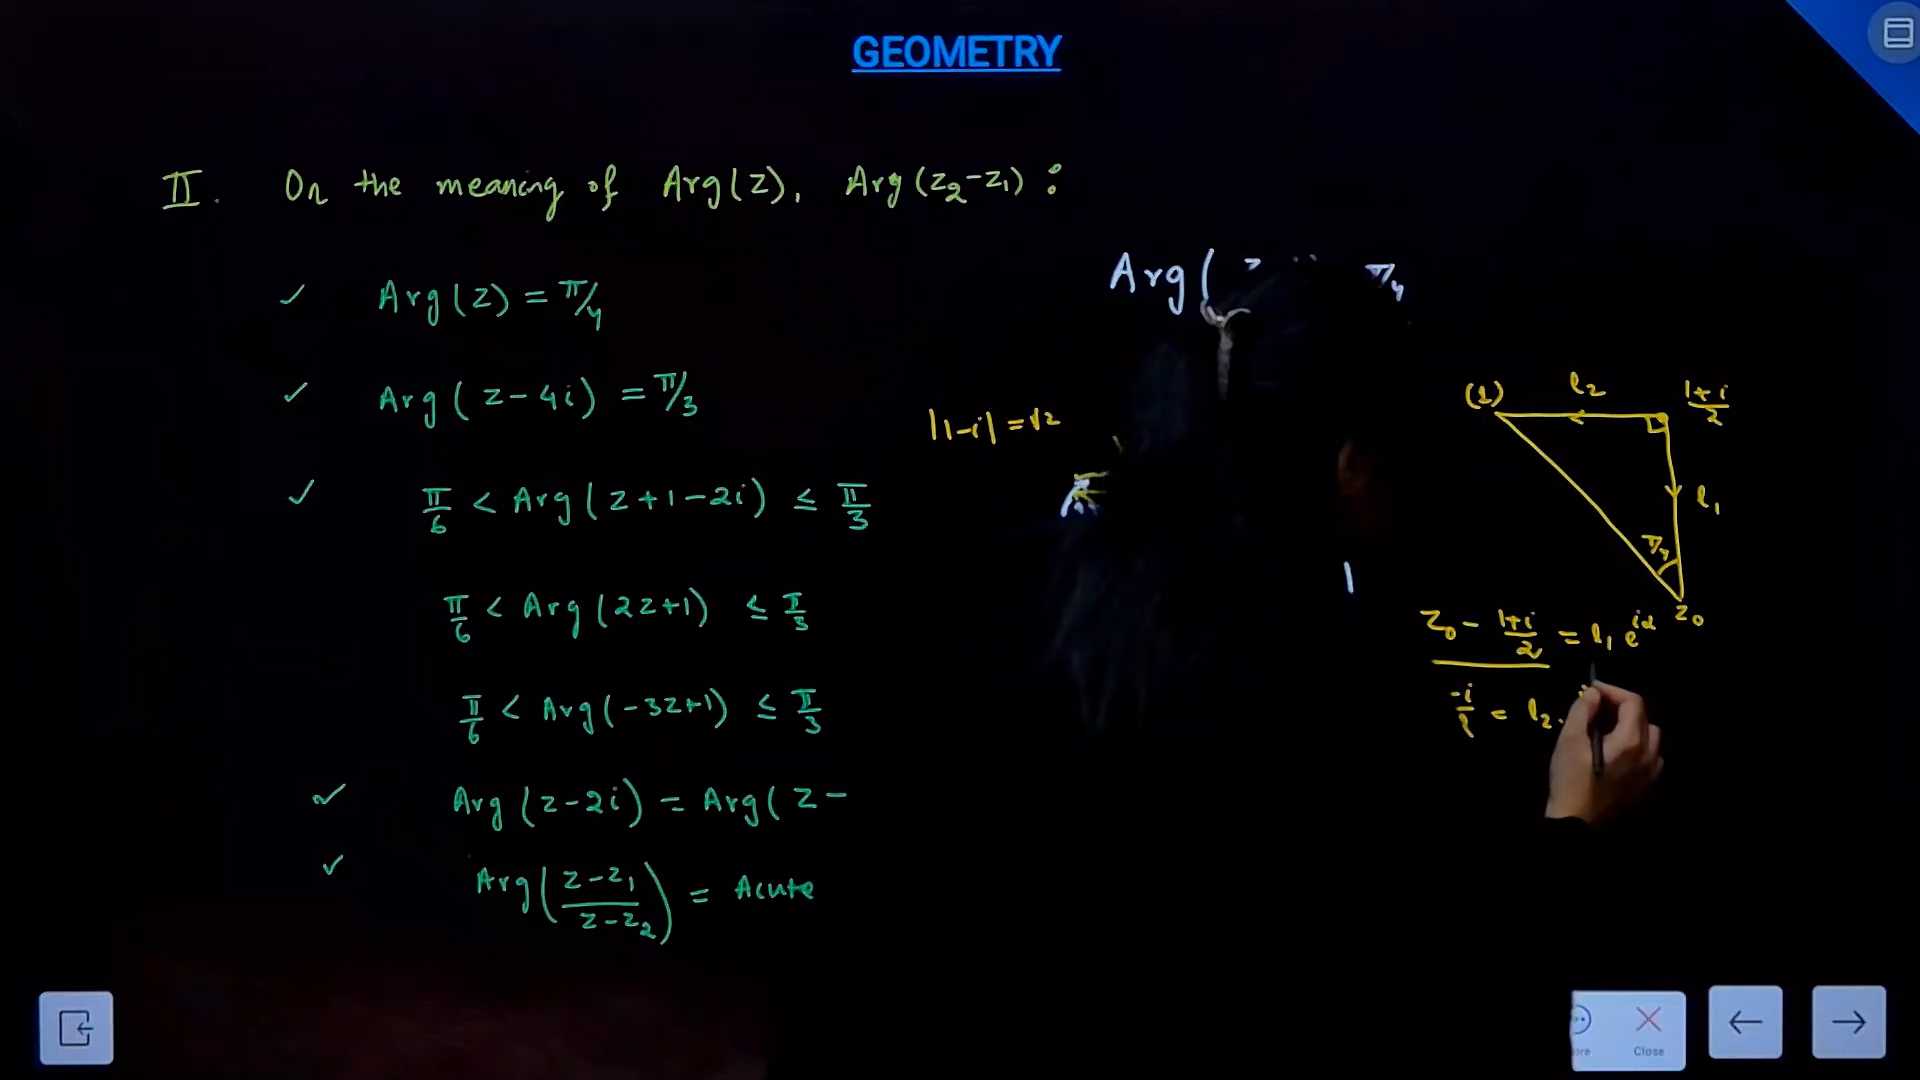 GEOMETRY
II. On the meaning of Arg(z), Arg(z₂-z₁) :
✓ Arg(z) = π/4
✓ Arg(z-4i) = π/3
✓ π/6 < Arg(z+1-2i) ≤ π/3
π/6 < Arg(2z+1) ≤ π/3
π/6 < Arg(-3z+1) ≤ π/3
✓ Arg(z-2i) = Arg(z-
✓ Arg((z-z₁)/(z-z₂)) = Acute
Arg( π/4
|1-i| = √2
l₂ (1+i)/2
l₁
π/4
z₀
z₀ - (1+i)/2 = l₁ e^{iα}
= l₂.
Close